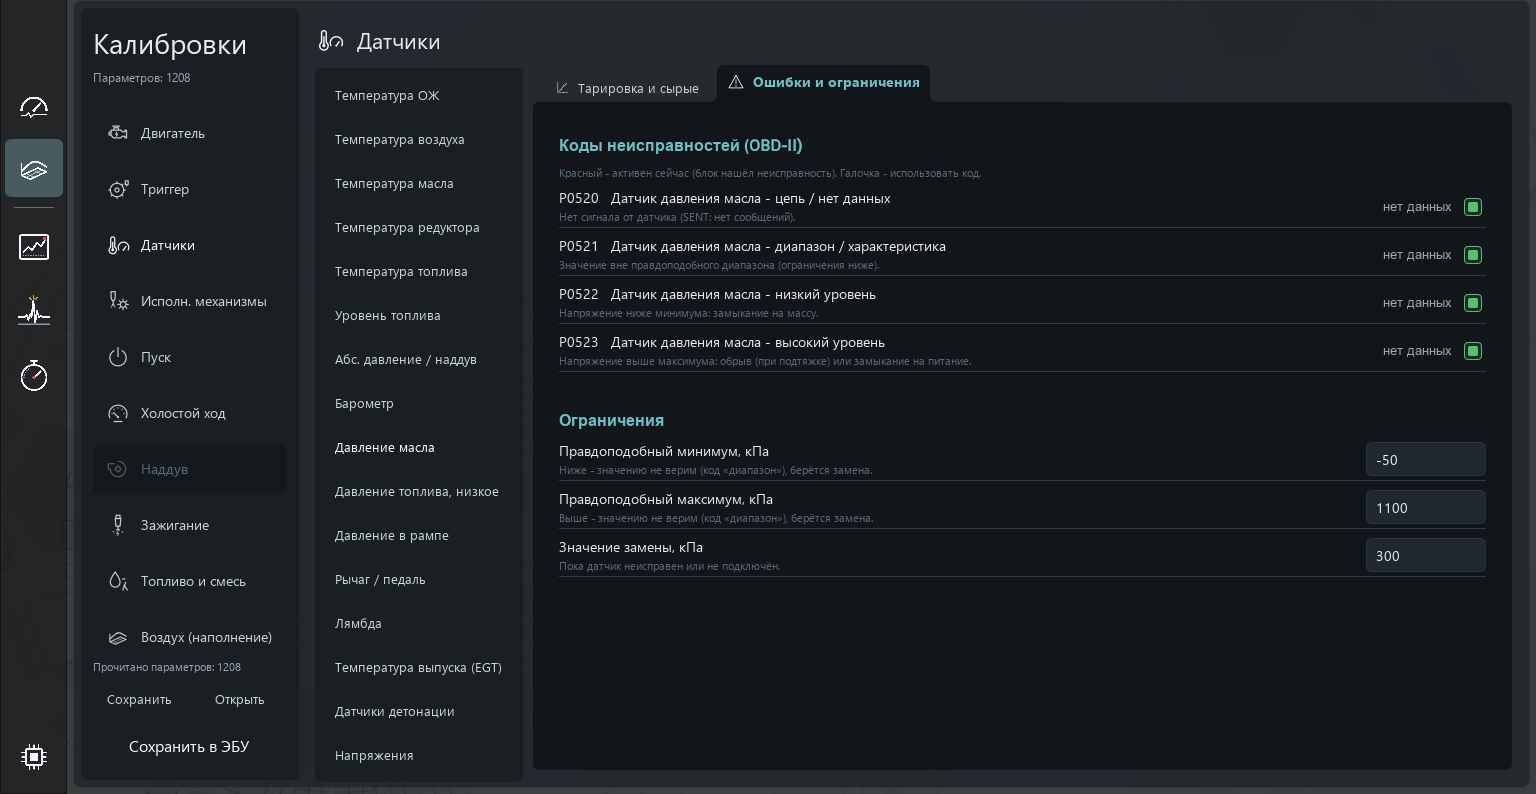 Калибровки
Параметров: 1208
Двигатель
Триггер
Датчики
Исполн. механизмы
Пуск
Холостой ход
Наддув
Зажигание
Топливо и смесь
Воздух (наполнение)
Прочитано параметров: 1208
Сохранить
Открыть
Сохранить в ЭБУ
Датчики
Температура ОЖ
Температура воздуха
Температура масла
Температура редуктора
Температура топлива
Уровень топлива
Абс. давление / наддув
Барометр
Давление масла
Давление топлива, низкое
Давление в рампе
Рычаг / педаль
Лямбда
Температура выпуска (EGT)
Датчики детонации
Напряжения
Тарировка и сырые
Ошибки и ограничения
Коды неисправностей (OBD-II)
Красный - активен сейчас (блок нашёл неисправность). Галочка - использовать код.
P0520 Датчик давления масла - цепь / нет данных
Нет сигнала от датчика (SENT: нет сообщений).
нет данных
P0521 Датчик давления масла - диапазон / характеристика
Значение вне правдоподобного диапазона (ограничения ниже).
нет данных
P0522 Датчик давления масла - низкий уровень
Напряжение ниже минимума: замыкание на массу.
нет данных
P0523 Датчик давления масла - высокий уровень
Напряжение выше максимума: обрыв (при подтяжке) или замыкание на питание.
нет данных
Ограничения
Правдоподобный минимум, кПа
Ниже - значению не верим (код «диапазон»), берётся замена.
-50
Правдоподобный максимум, кПа
Выше - значению не верим (код «диапазон»), берётся замена.
1100
Значение замены, кПа
Пока датчик неисправен или не подключён.
300